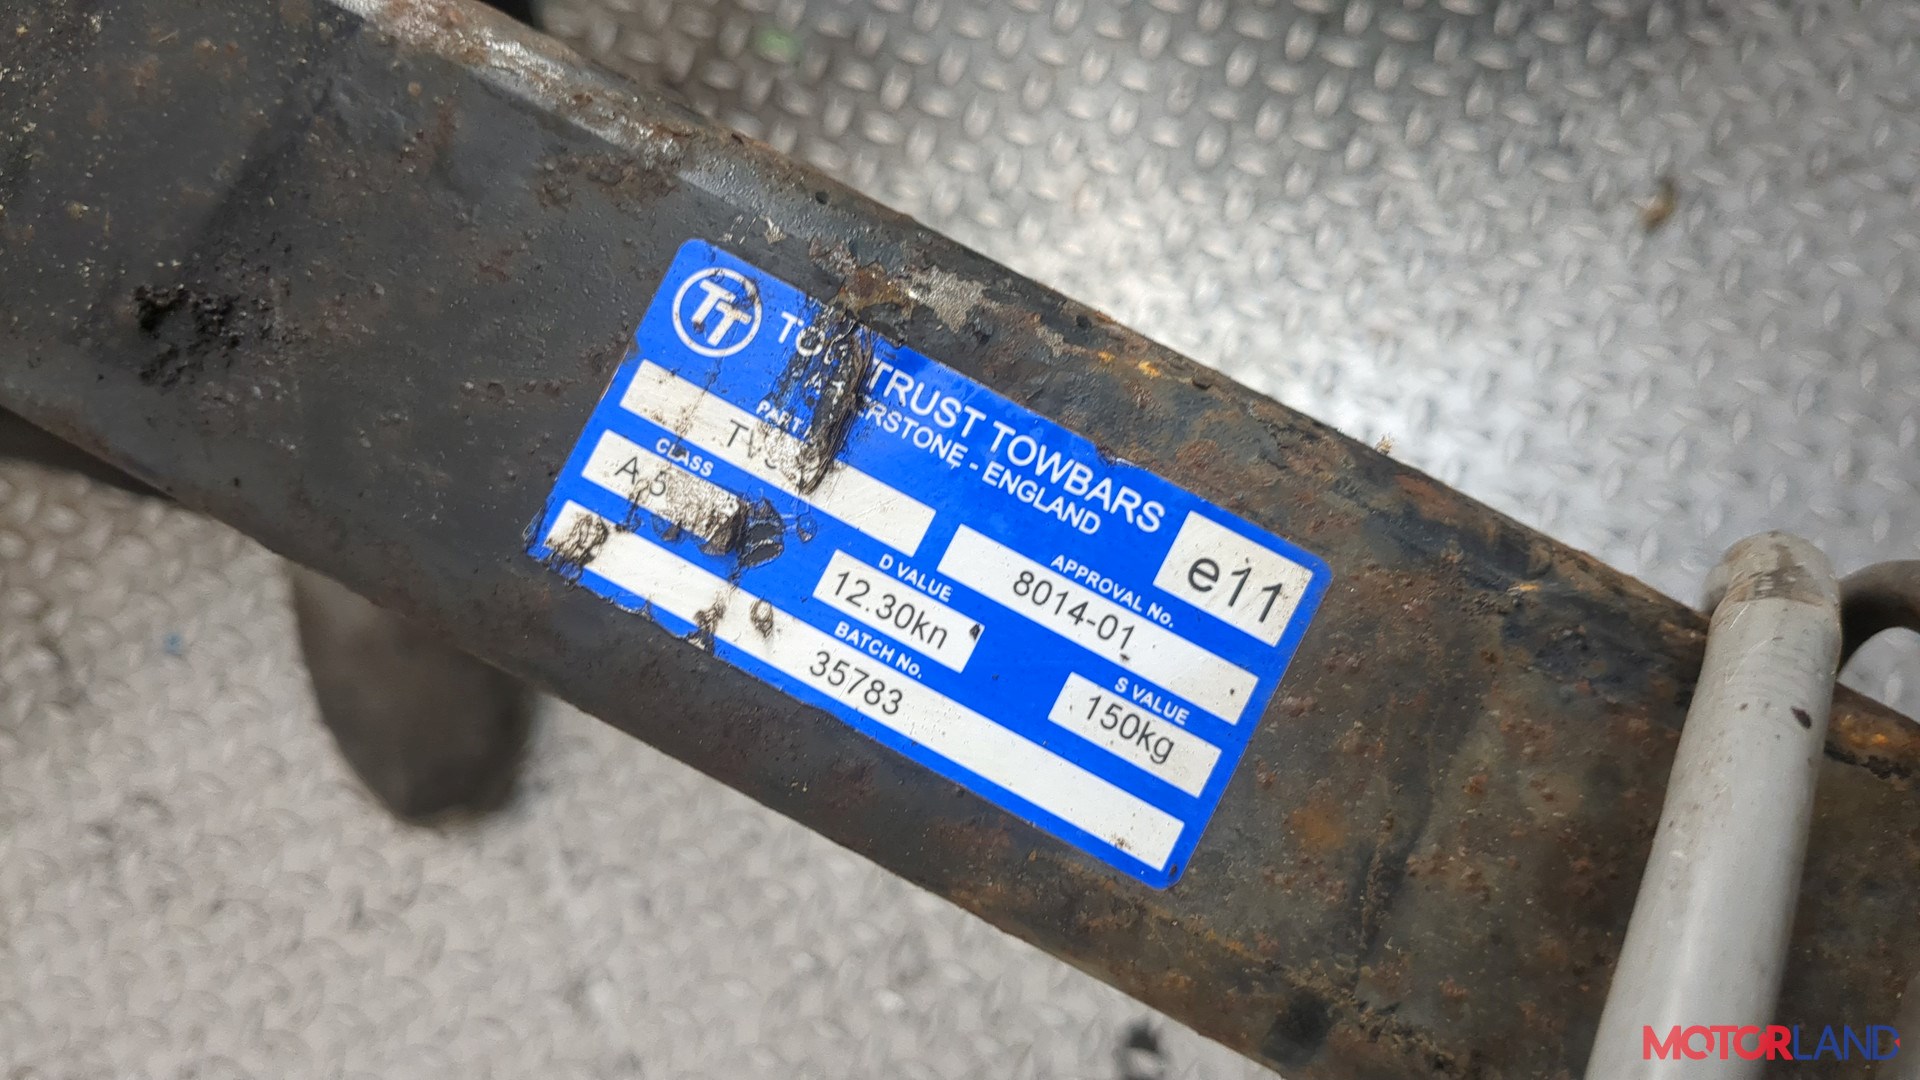 TT
TRUST TOWBARS
ENGLAND
e11
PART
APPROVAL No.
8014-01
CLASS
A 5
D VALUE
12.30kn
S VALUE
150kg
BATCH No.
35783
MOTORLAND